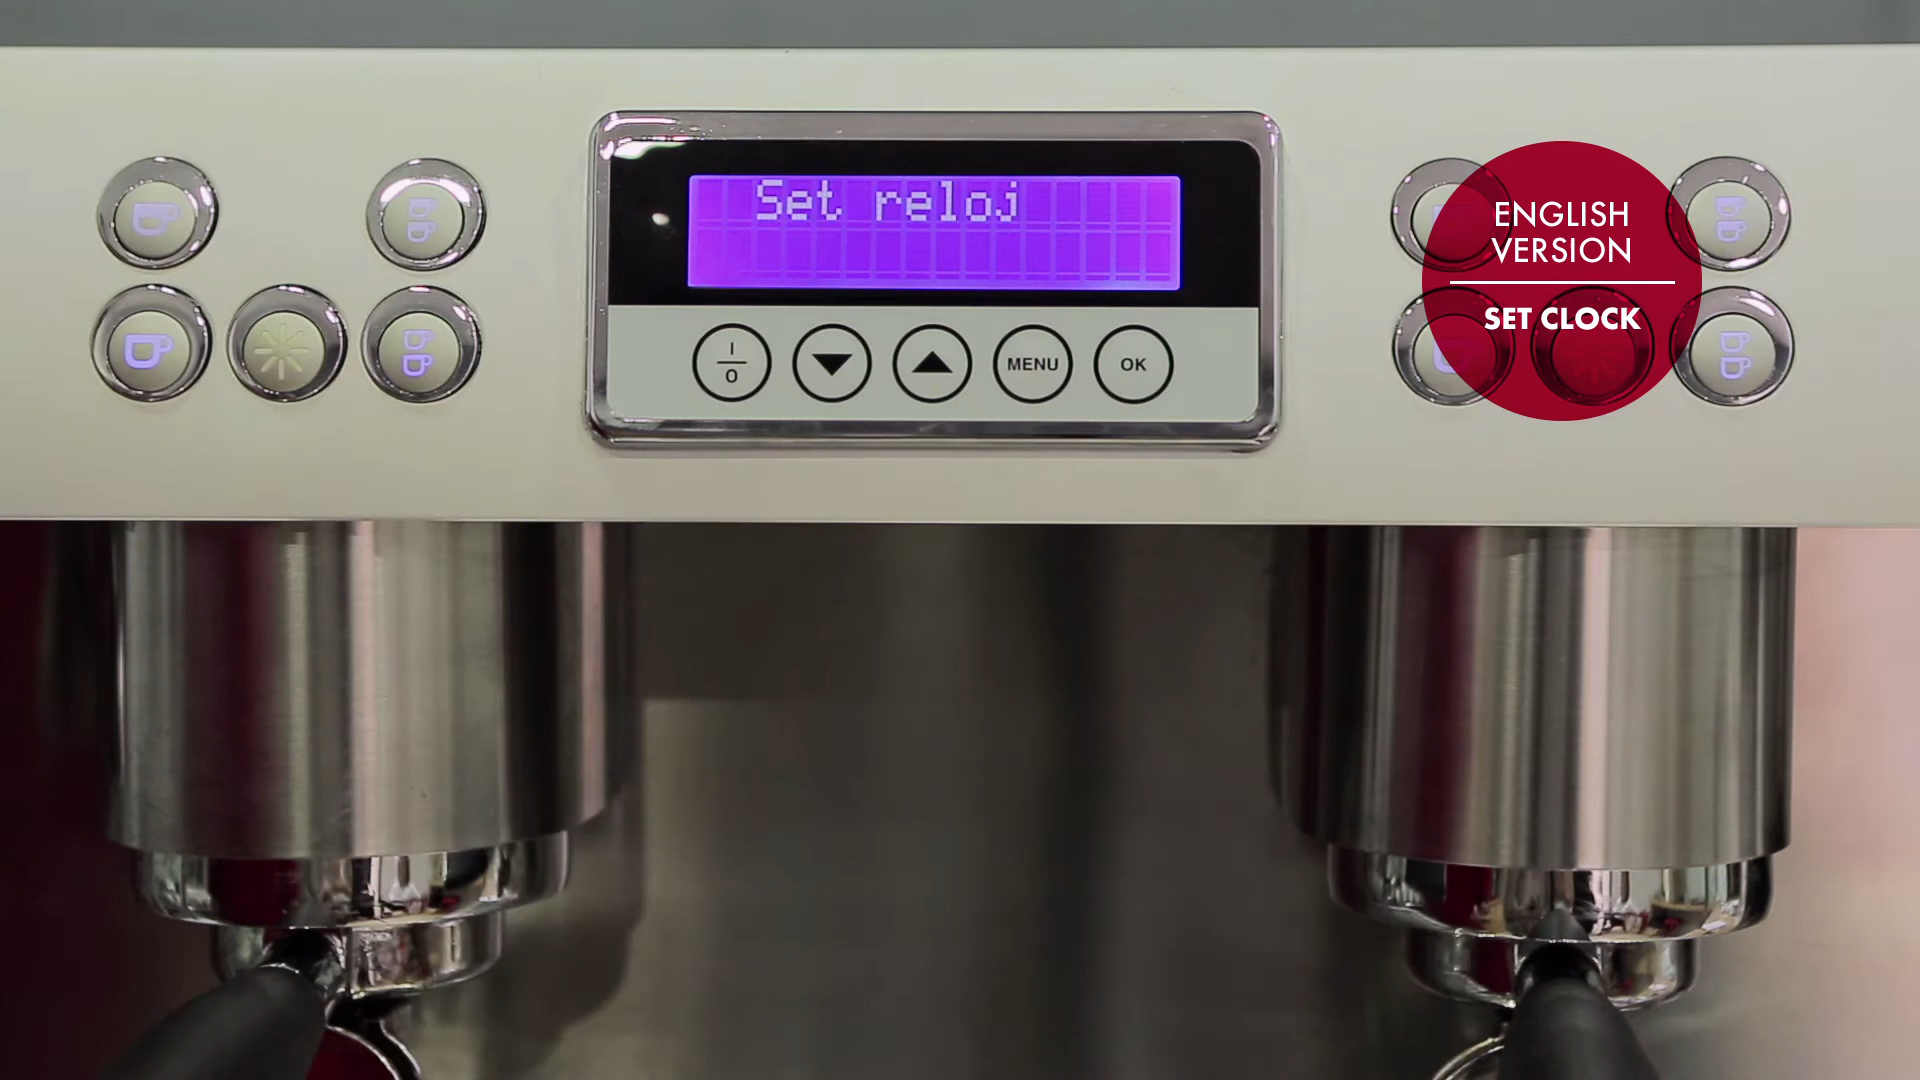 Set reloj
I
0
MENU
OK
ENGLISH
VERSION
SET CLOCK